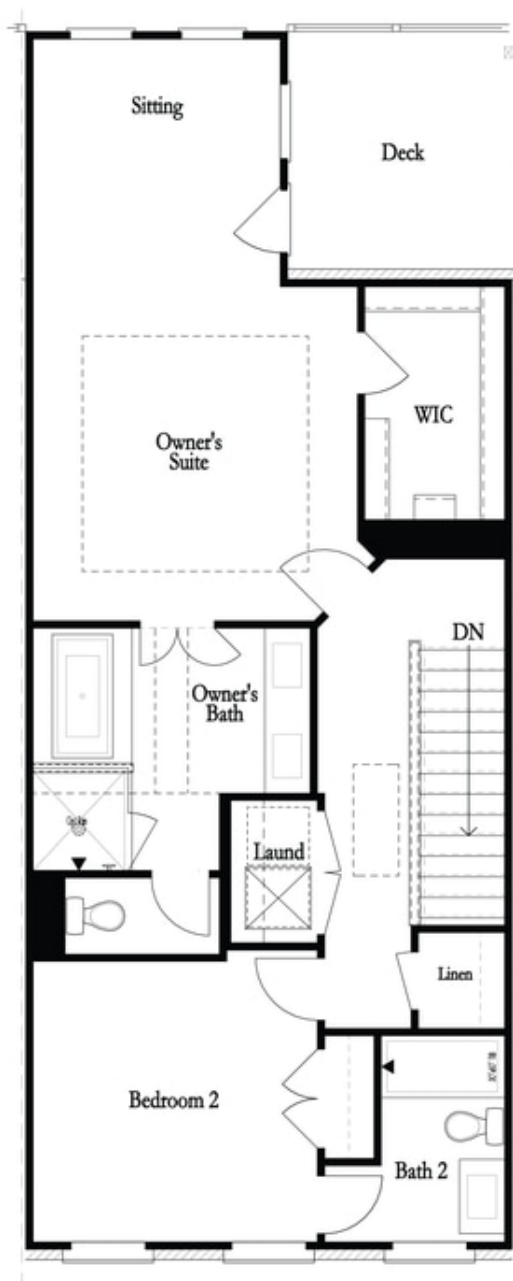 Sitting
Deck
WIC
Owner's
Suite
DN
Owner's
Bath
Laund
Linen
Bedroom 2
Bath 2